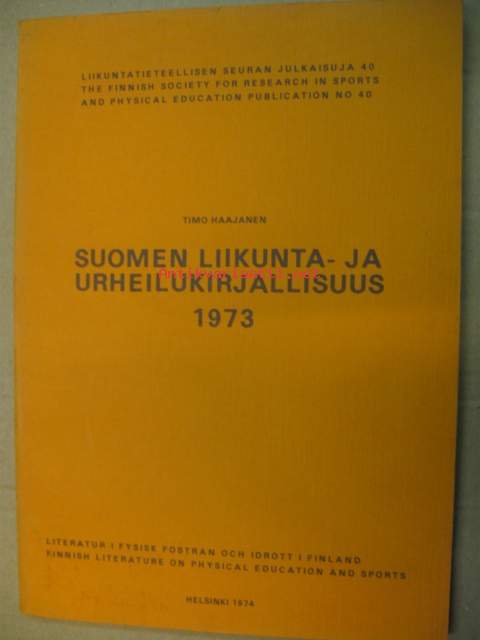 LIIKUNTATIETEELLISEN SEURAN JULKAISUJA 40
THE FINNISH SOCIETY FOR RESEARCH IN SPORTS
AND PHYSICAL EDUCATION PUBLICATION NO 40
TIMO HAAJANEN
SUOMEN LIIKUNTA- JA
URHEILUKIRJALLISUUS
1973
LITERATUR I FYSISK FOSTRAN OCH IDROTT I FINLAND
FINNISH LITERATURE ON PHYSICAL EDUCATION AND SPORTS
HELSINKI 1974